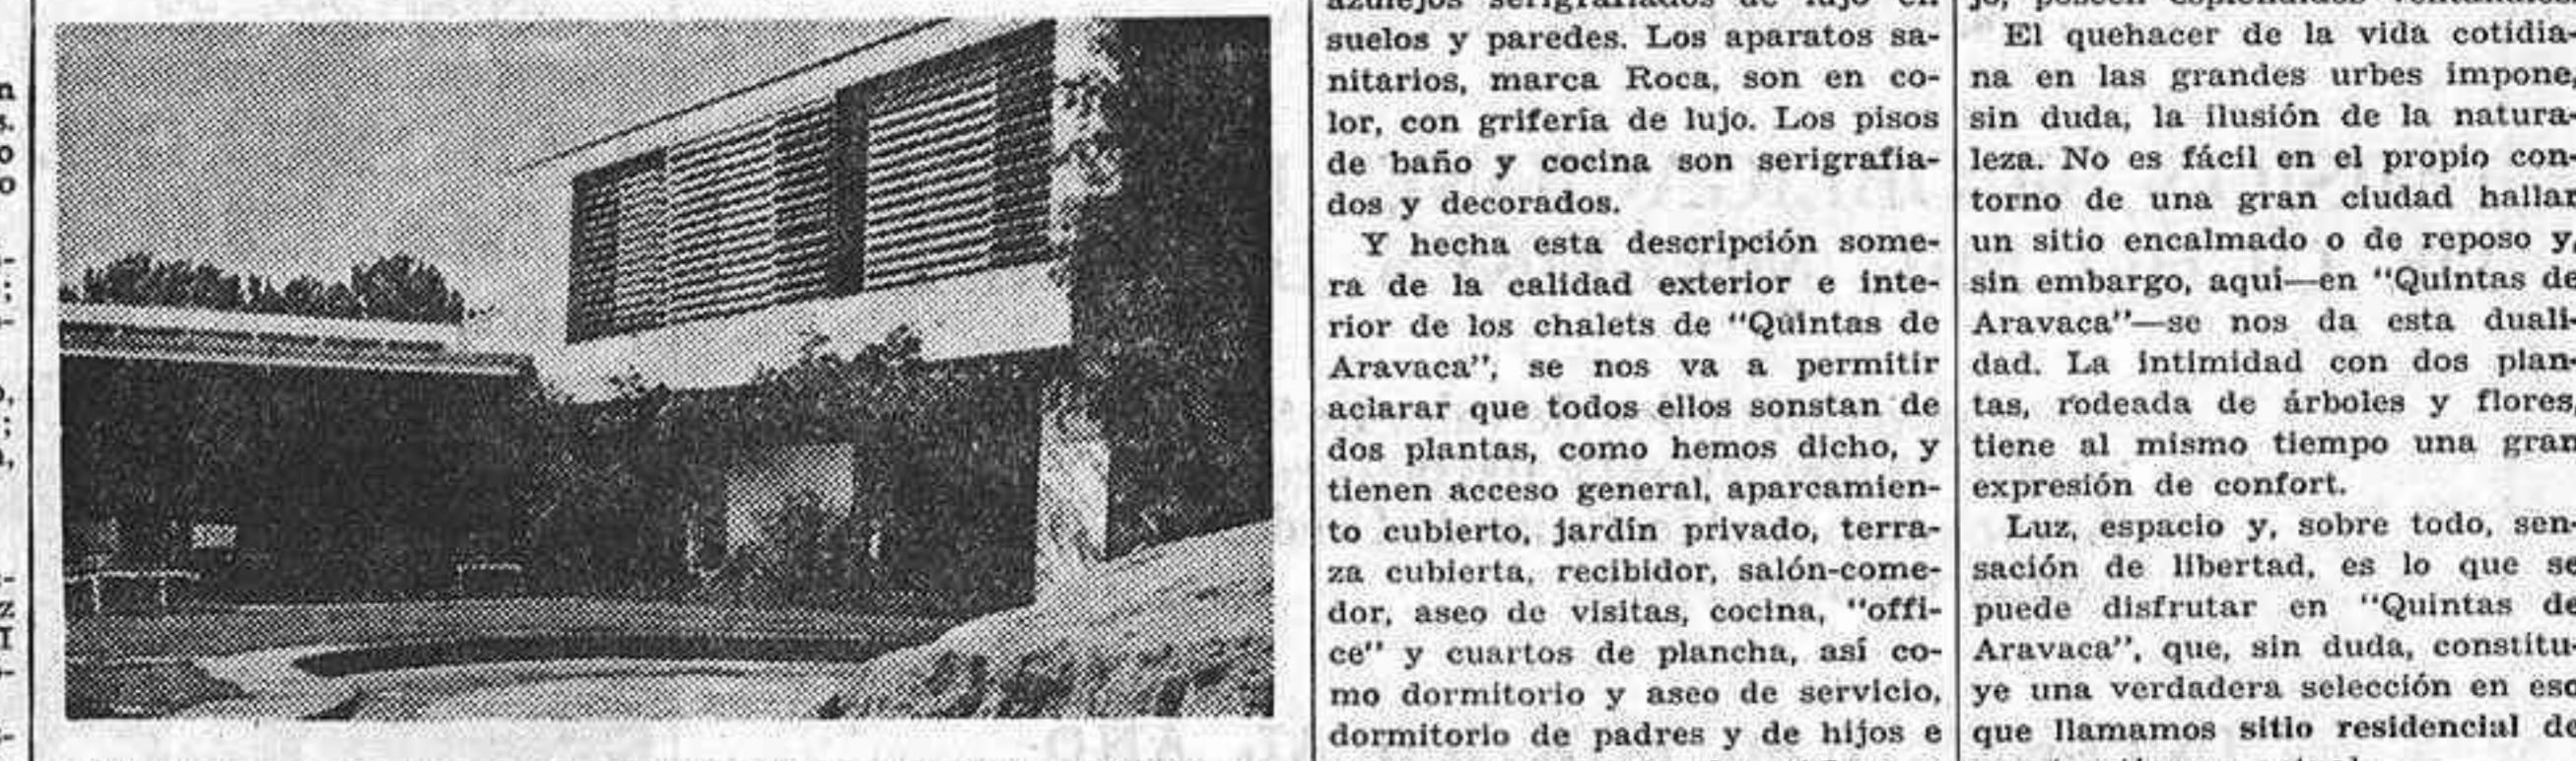 azulejos serigrafiados de lujo en
suelos y paredes. Los aparatos sa-
nitarios, marca Roca, son en co-
lor, con grifería de lujo. Los pisos
de baño y cocina son serigrafia-
dos y decorados.
Y hecha esta descripción some-
ra de la calidad exterior e inte-
rior de los chalets de "Quintas de
Aravaca", se nos va a permitir
aclarar que todos ellos sonstan de
dos plantas, como hemos dicho, y
tienen acceso general, aparcamien-
to cubierto, jardín privado, terra-
za cubierta, recibidor, salón-come-
dor, aseo de visitas, cocina, "offi-
ce" y cuartos de plancha, así co-
mo dormitorio y aseo de servicio,
dormitorio de padres y de hijos e
jo, poseen espléndidos ventanales
El quehacer de la vida cotidia-
na en las grandes urbes impone,
sin duda, la ilusión de la natura-
leza. No es fácil en el propio con-
torno de una gran ciudad hallar
un sitio encalmado o de reposo y,
sin embargo, aquí—en "Quintas de
Aravaca"—se nos da esta duali-
dad. La intimidad con dos plan-
tas, rodeada de árboles y flores,
tiene al mismo tiempo una gran
expresión de confort.
Luz, espacio y, sobre todo, sen-
sación de libertad, es lo que se
puede disfrutar en "Quintas de
Aravaca", que, sin duda, constitu-
ye una verdadera selección en eso
que llamamos sitio residencial de